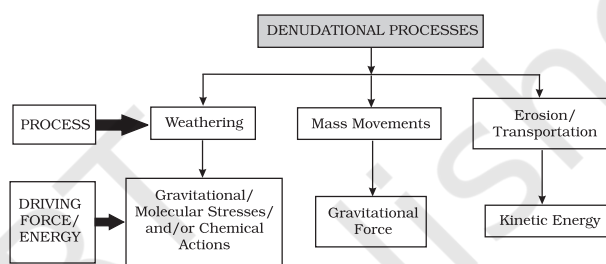 DENUDATIONAL PROCESSES
PROCESS
Weathering
Mass Movements
Erosion/
Transportation
DRIVING
FORCE/
ENERGY
Gravitational/
Molecular Stresses/
and/or Chemical
Actions
Gravitational
Force
Kinetic Energy